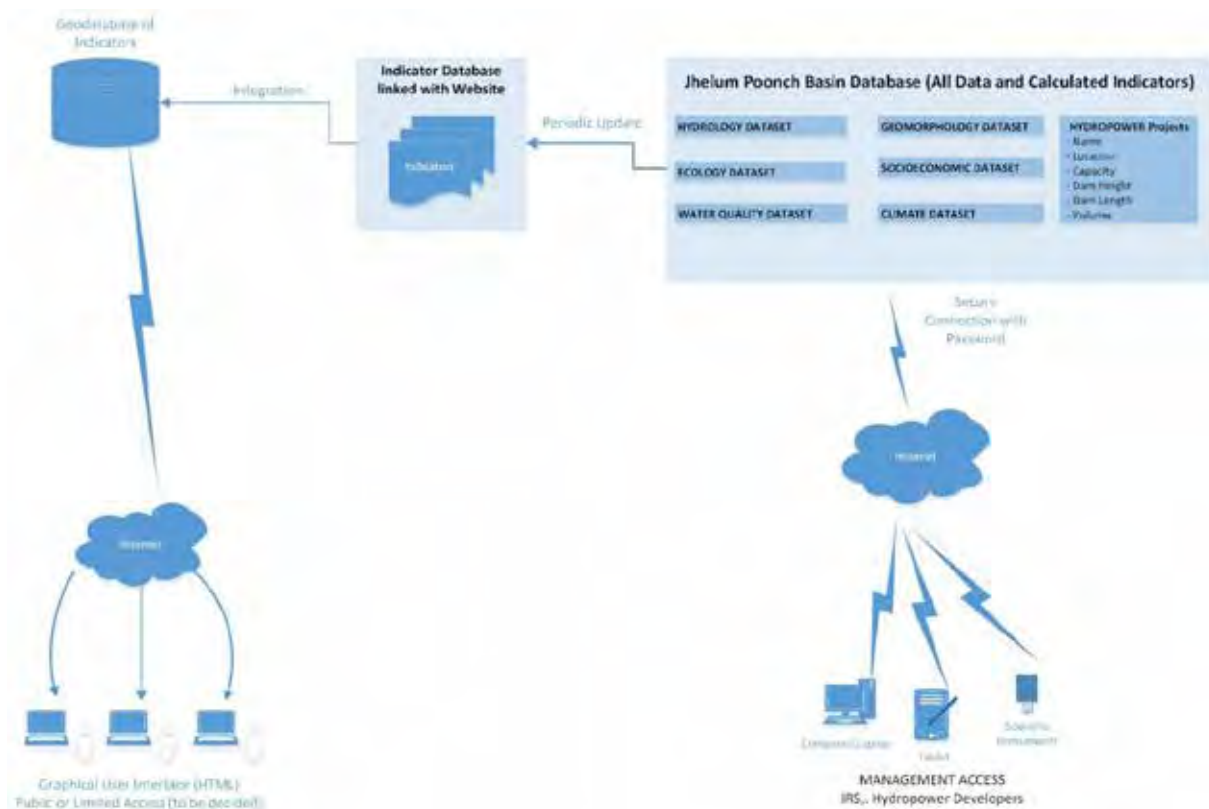 Geodatabase of
Indicators
Integration
Indicator Database
linked with Website
Indicators
Periodic Update
Jhelum Poonch Basin Database (All Data and Calculated Indicators)
HYDROLOGY DATASET
ECOLOGY DATASET
WATER QUALITY DATASET
GEOMORPHOLOGY DATASET
SOCIOECONOMIC DATASET
CLIMATE DATASET
HYDROPOWER Projects
- Name
- Location
- Capacity
- Dam Height
- Dam Length
- Volume
Secure
Connection with
Password
Internet
Internet
Computer/Laptop
Tablet
Scientific
Instruments
MANAGEMENT ACCESS
IRS,. Hydropower Developers
Graphical User Interface (HTML)
Public or Limited Access (to be decided)